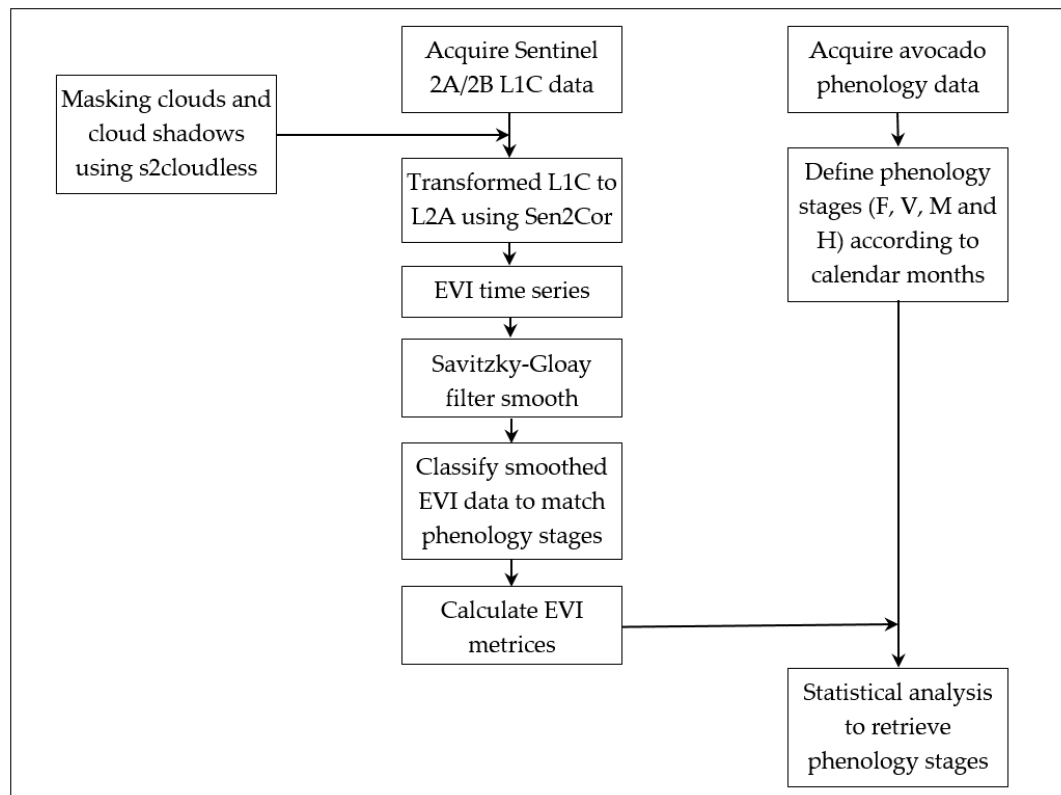 Acquire Sentinel
2A/2B L1C data
Masking clouds and
cloud shadows
using s2cloudless
Transformed L1C to
L2A using Sen2Cor
EVI time series
Savitzky-Gloay
filter smooth
Classify smoothed
EVI data to match
phenology stages
Calculate EVI
metrices
Acquire avocado
phenology data
Define phenology
stages (F, V, M and
H) according to
calendar months
Statistical analysis
to retrieve
phenology stages